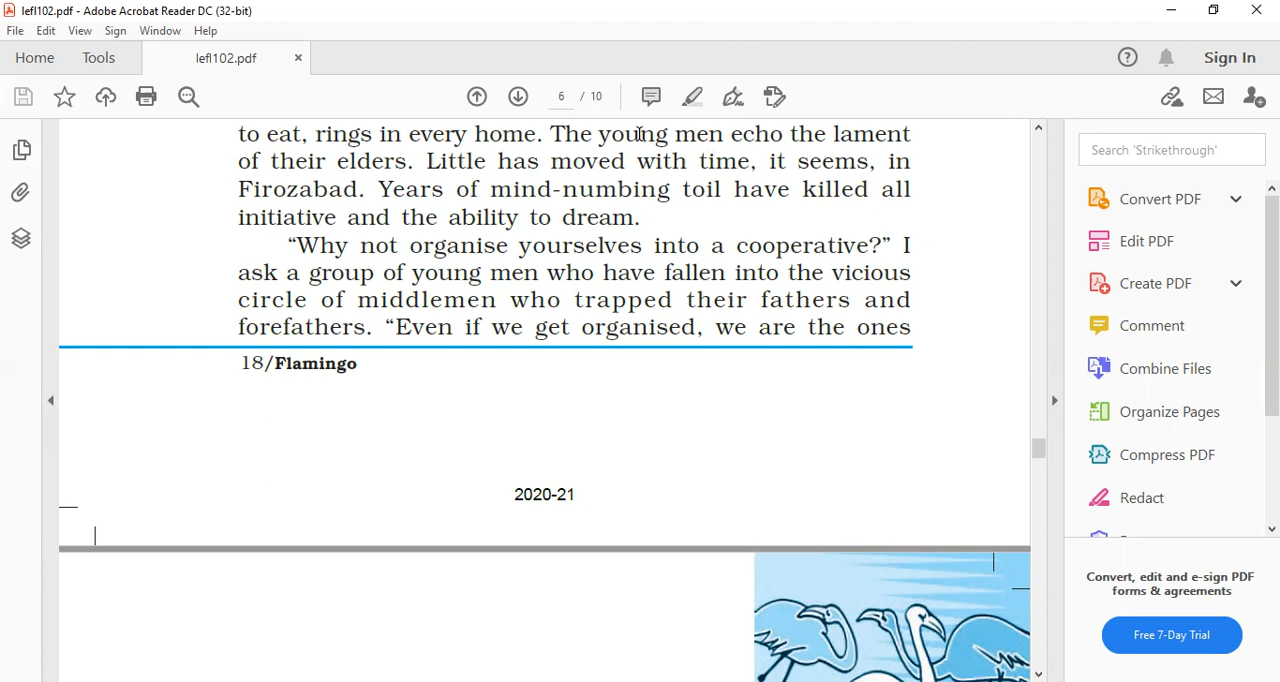 lefl102.pdf - Adobe Acrobat Reader DC (32-bit)
File Edit View Sign Window Help
Home Tools lefl102.pdf × Sign In
6 / 10
to eat, rings in every home. The young men echo the lament
of their elders. Little has moved with time, it seems, in
Firozabad. Years of mind-numbing toil have killed all
initiative and the ability to dream.
“Why not organise yourselves into a cooperative?” I
ask a group of young men who have fallen into the vicious
circle of middlemen who trapped their fathers and
forefathers. “Even if we get organised, we are the ones
18/Flamingo
2020-21
Search 'Strikethrough'
Convert PDF
Edit PDF
Create PDF
Comment
Combine Files
Organize Pages
Compress PDF
Redact
Convert, edit and e-sign PDF
forms & agreements
Free 7-Day Trial